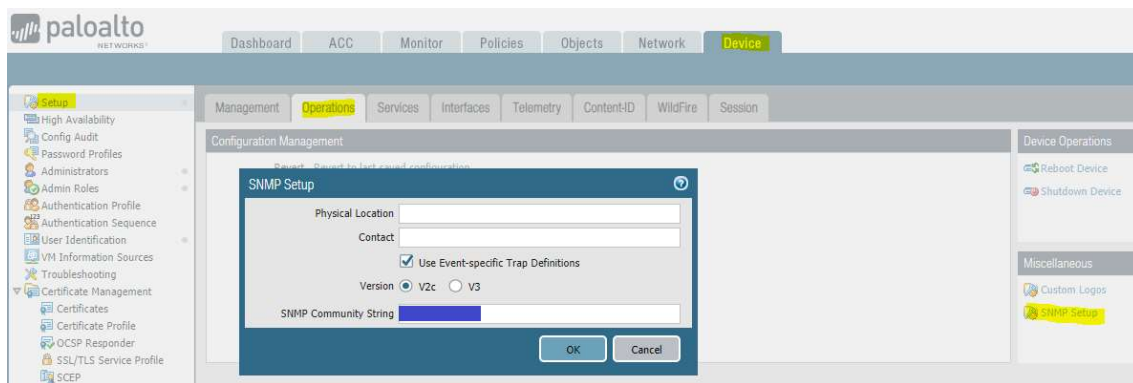 paloalto
NETWORKS
Dashboard ACC Monitor Policies Objects Network Device
Setup
High Availability
Config Audit
Password Profiles
Administrators
Admin Roles
Authentication Profile
Authentication Sequence
User Identification
VM Information Sources
Troubleshooting
Certificate Management
Certificates
Certificate Profile
OCSP Responder
SSL/TLS Service Profile
SCEP
Management Operations Services Interfaces Telemetry Content-ID WildFire Session
Configuration Management
Revert Revert to last saved configuration
SNMP Setup
Physical Location
Contact
Use Event-specific Trap Definitions
Version V2c V3
SNMP Community String
OK Cancel
Device Operations
Reboot Device
Shutdown Device
Miscellaneous
Custom Logos
SNMP Setup